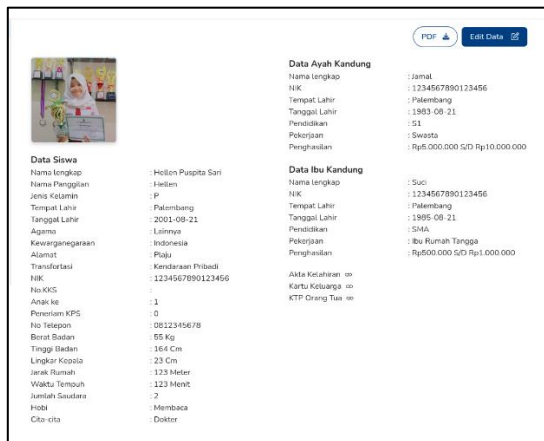 PDF
Edit Data
Data Siswa
Nama lengkap : Hellen Puspita Sari
Nama Panggilan : Hellen
Jenis Kelamin : P
Tempat Lahir : Palembang
Tanggal Lahir : 2001-08-21
Agama : Lainnya
Kewarganegaraan : Indonesia
Alamat : Plaju
Transfortasi : Kendaraan Pribadi
NIK : 1234567890123456
No.KKS :
Anak ke : 1
Peneriam KPS : 0
No Telepon : 0812345678
Berat Badan : 55 Kg
Tinggi Badan : 164 Cm
Lingkar Kepala : 23 Cm
Jarak Rumah : 123 Meter
Waktu Tempuh : 123 Menit
Jumlah Saudara : 2
Hobi : Membaca
Cita-cita : Dokter
Data Ayah Kandung
Nama lengkap : Jamal
NIK : 1234567890123456
Tempat Lahir : Palembang
Tanggal Lahir : 1983-08-21
Pendidikan : S1
Pekerjaan : Swasta
Penghasilan : Rp5.000.000 S/D Rp10.000.000
Data Ibu Kandung
Nama lengkap : Suci
NIK : 1234567890123456
Tempat Lahir : Palembang
Tanggal Lahir : 1985-08-21
Pendidikan : SMA
Pekerjaan : Ibu Rumah Tangga
Penghasilan : Rp500.000 S/D Rp1.000.000
Akta Kelahiran
Kartu Keluarga
KTP Orang Tua